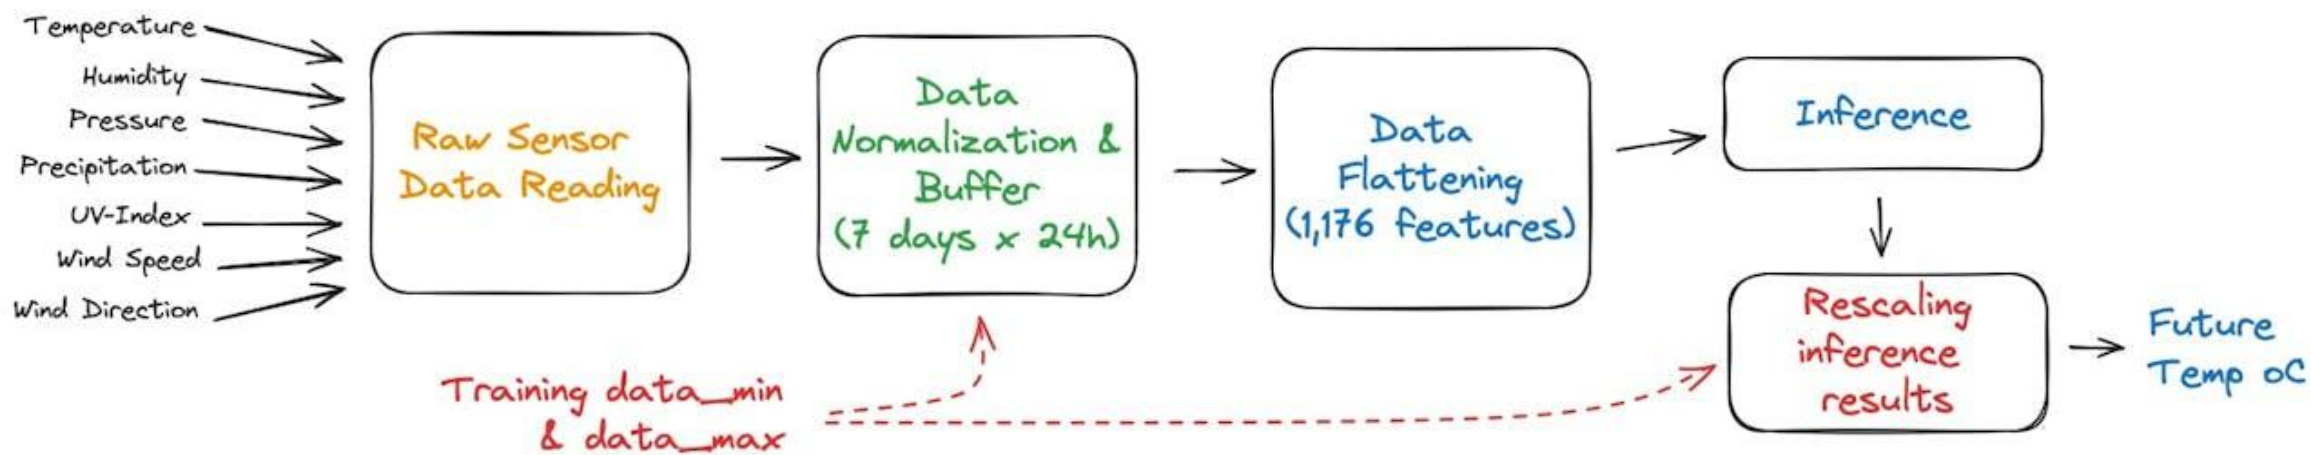 Temperature
Humidity
Pressure
Precipitation
UV-Index
Wind Speed
Wind Direction
Raw Sensor
Data Reading
Data
Normalization &
Buffer
(7 days x 24h)
Data
Flattening
(1,176 features)
Inference
Rescaling
inference
results
Future
Temp oC
Training data_min
& data_max